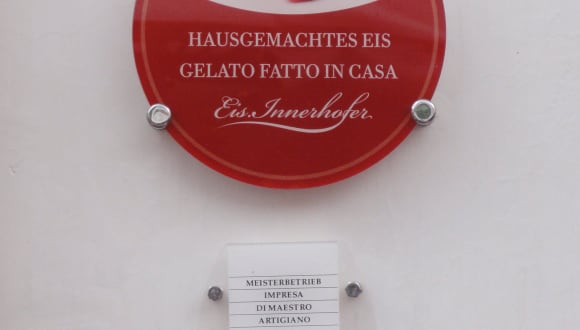 HAUSGEMACHTES EIS
GELATO FATTO IN CASA
Eis.Innerhofer
MEISTERBETRIEB
IMPRESA
DI MAESTRO
ARTIGIANO